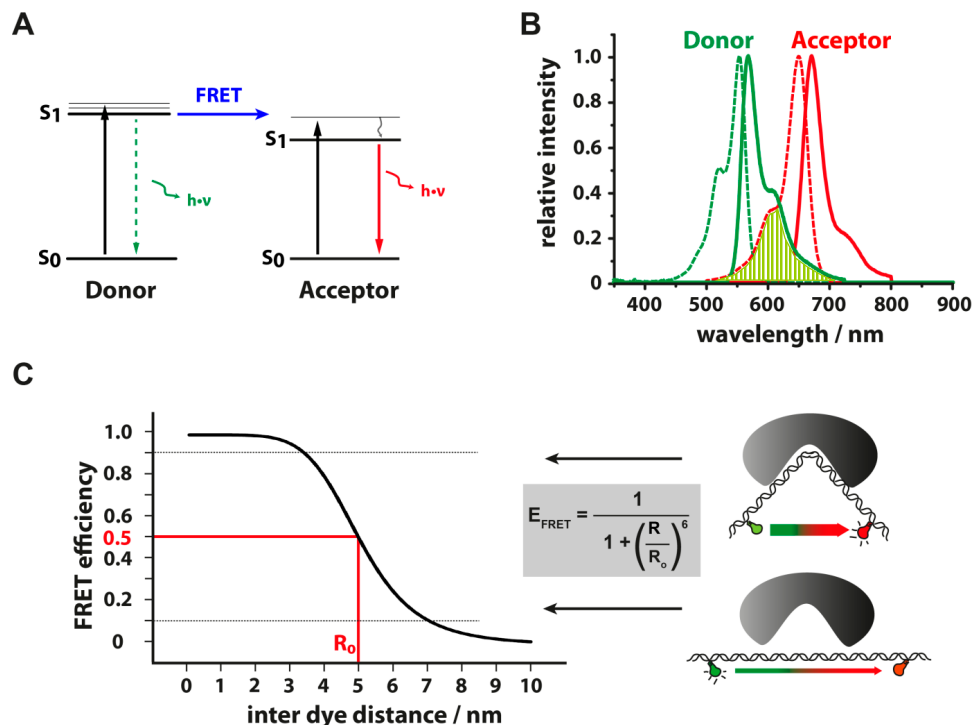 A
FRET
S1
S1
h•ν
h•ν
S0
S0
Donor
Acceptor
B
Donor
Acceptor
relative intensity
1.0
0.8
0.6
0.4
0.2
0
400
500
600
700
800
900
wavelength / nm
C
FRET efficiency
1.0
0.8
0.6
0.5
0.4
0.2
0
Ro
0 1 2 3 4 5 6 7 8 9 10
inter dye distance / nm
EFRET = 1 / 1 + (R / Ro)6